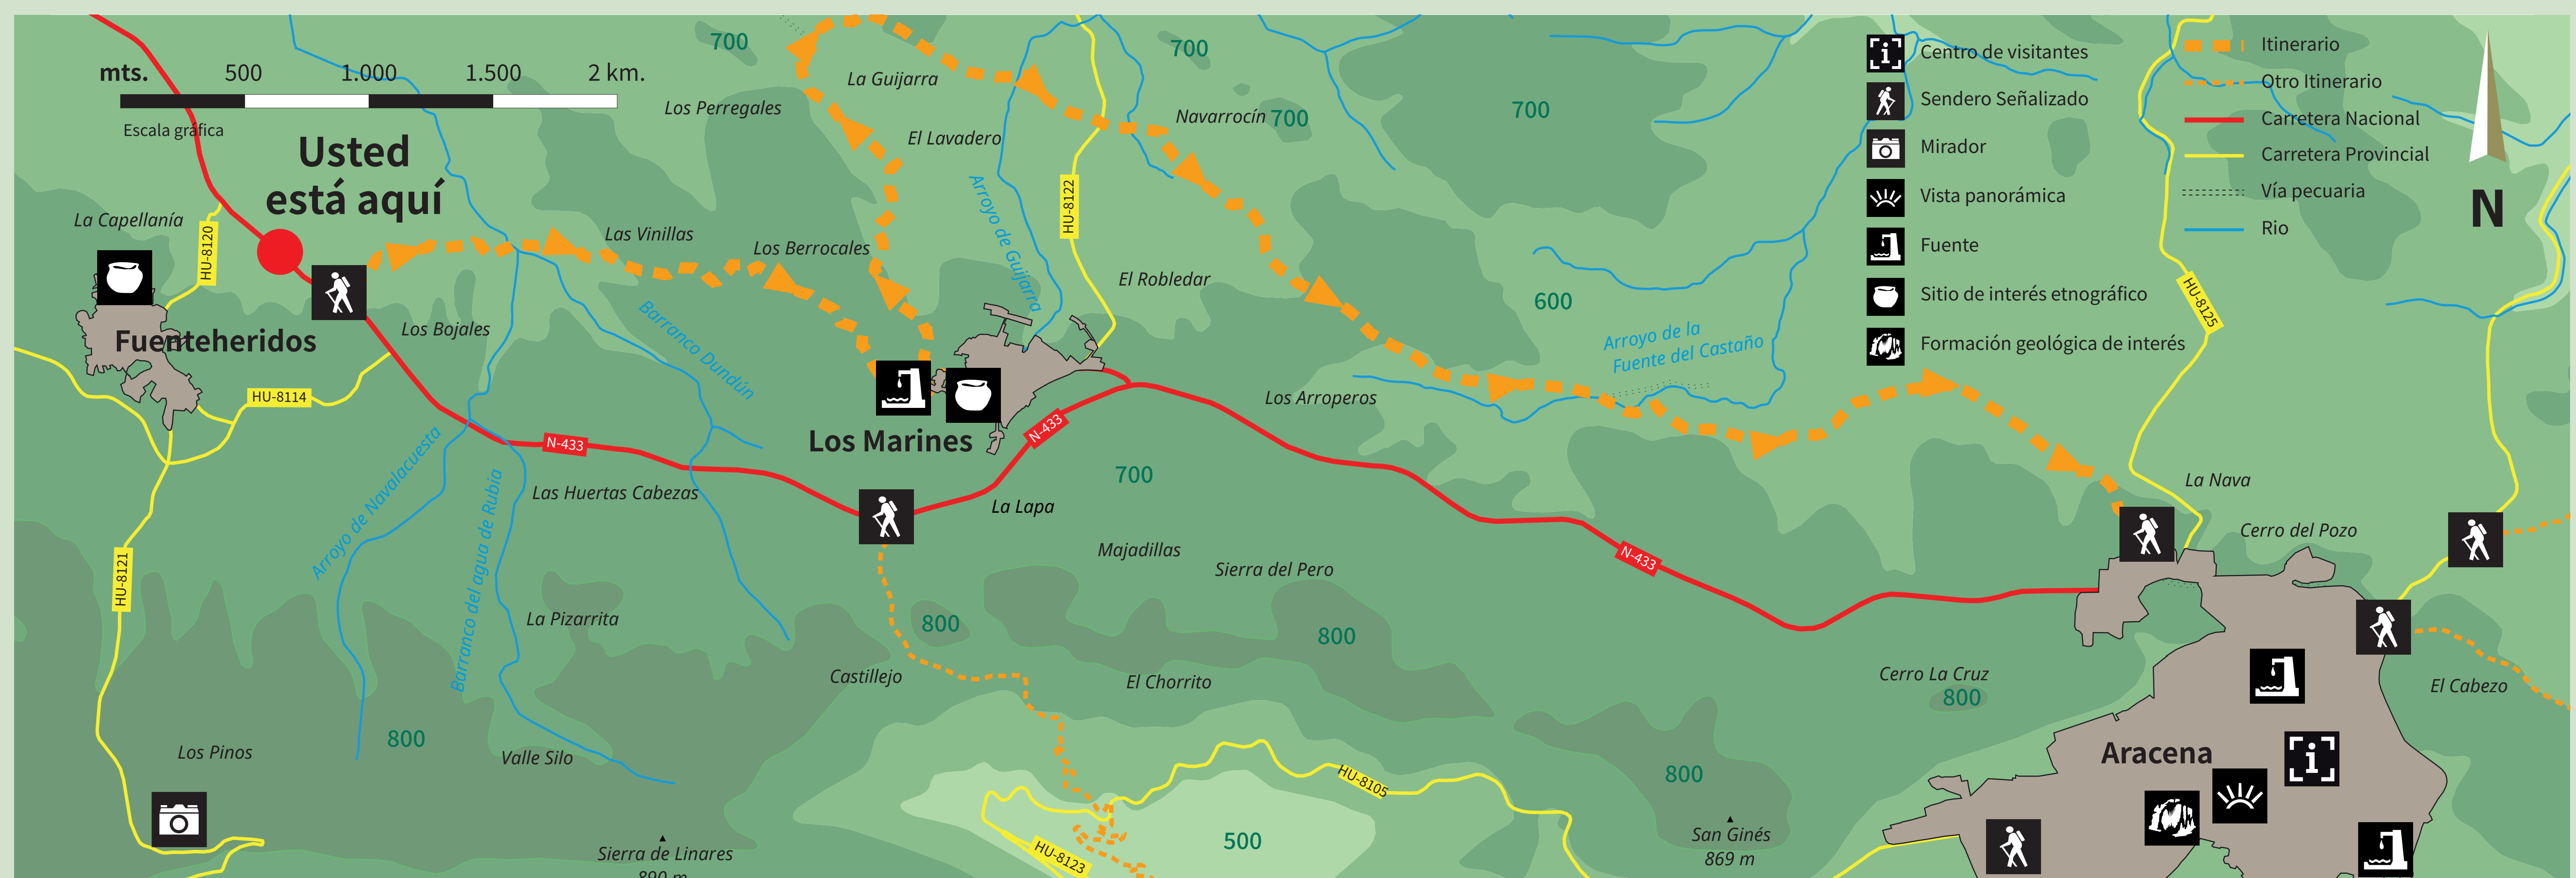 mts. 500 1.000 1.500 2 km.
Escala gráfica
Usted
está aquí
La Capellanía
HU-8120
Fuenteheridos
HU-8114
HU-8121
Los Bojales
Las Vinillas
Los Berrocales
Los Perregales
La Guijarra
El Lavadero
Arroyo de Guijarra
HU-8122
Navarrocín
700
700
700
700
600
El Robledar
Barranco Dundún
Los Marines
N-433
N-433
N-433
Las Huertas Cabezas
Arroyo de Navalacuesta
Barranco del agua de Rubia
La Lapa
700
Majadillas
Sierra del Pero
Los Arroperos
Arroyo de la
Fuente del Castaño
La Pizarrita
800
800
Castillejo
El Chorrito
800
Los Pinos
Valle Silo
Sierra de Linares
890 m
500
HU-8105
HU-8123
800
San Ginés
869 m
Cerro La Cruz
800
Aracena
La Nava
Cerro del Pozo
El Cabezo
HU-8125
Centro de visitantes
Sendero Señalizado
Mirador
Vista panorámica
Fuente
Sitio de interés etnográfico
Formación geológica de interés
Itinerario
Otro Itinerario
Carretera Nacional
Carretera Provincial
Vía pecuaria
Rio
N